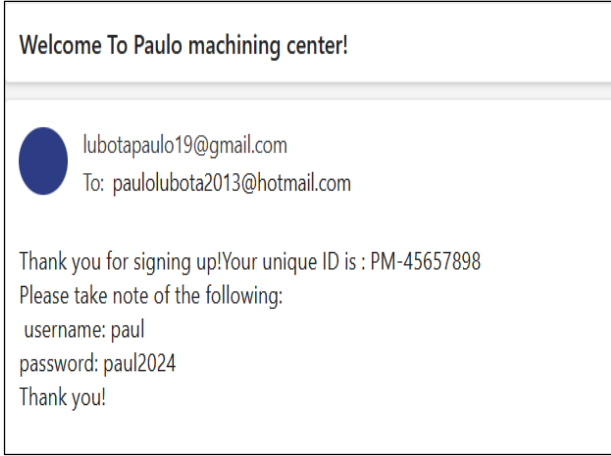 Welcome To Paulo machining center!
lubotapaulo19@gmail.com
To: paulolubota2013@hotmail.com
Thank you for signing up!Your unique ID is : PM-45657898
Please take note of the following:
username: paul
password: paul2024
Thank you!